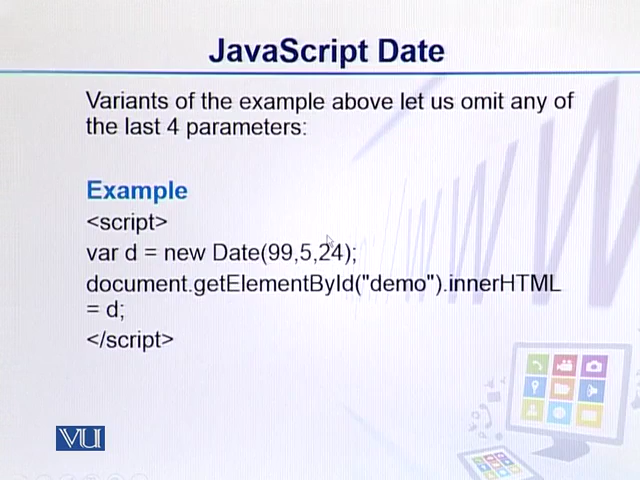 JavaScript Date
Variants of the example above let us omit any of
the last 4 parameters:
Example
<script>
var d = new Date(99,5,24);
document.getElementById("demo").innerHTML
= d;
</script>
VU